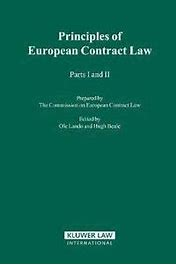 Principles of
European Contract Law
Parts I and II
Prepared by
The Commission on European Contract Law
Edited by
Ole Lando and Hugh Beale
KLUWER LAW
INTERNATIONAL